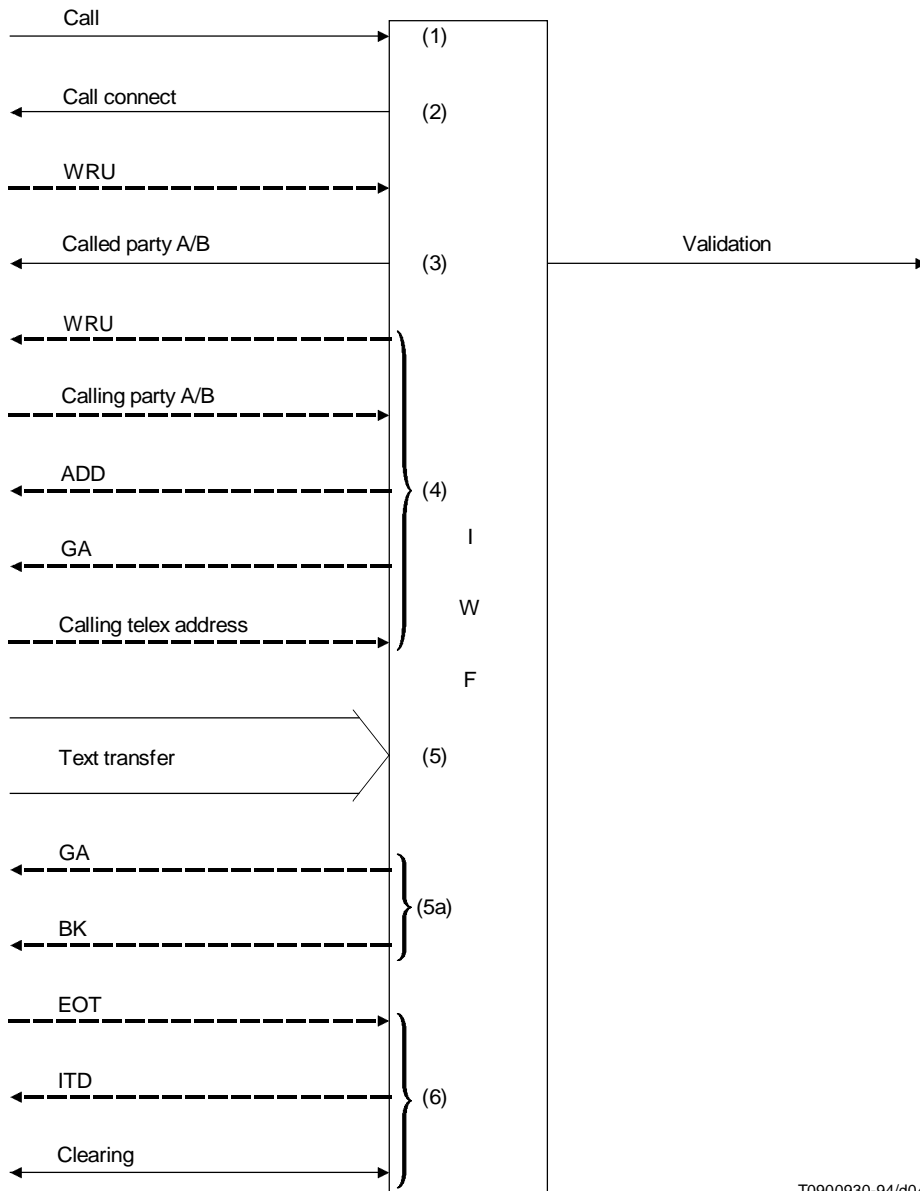 Call
(1)
Call connect
(2)
WRU
Called party A/B
(3)
Validation
WRU
Calling party A/B
ADD
(4)
I
GA
W
Calling telex address
F
Text transfer
(5)
GA
(5a)
BK
EOT
ITD
(6)
Clearing